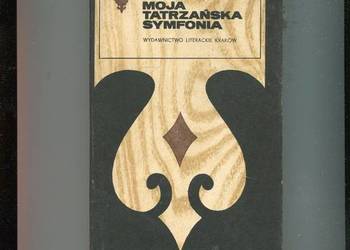 MOJA
TATRZAŃSKA
SYMFONIA
WYDAWNICTWO LITERACKIE KRAKÓW